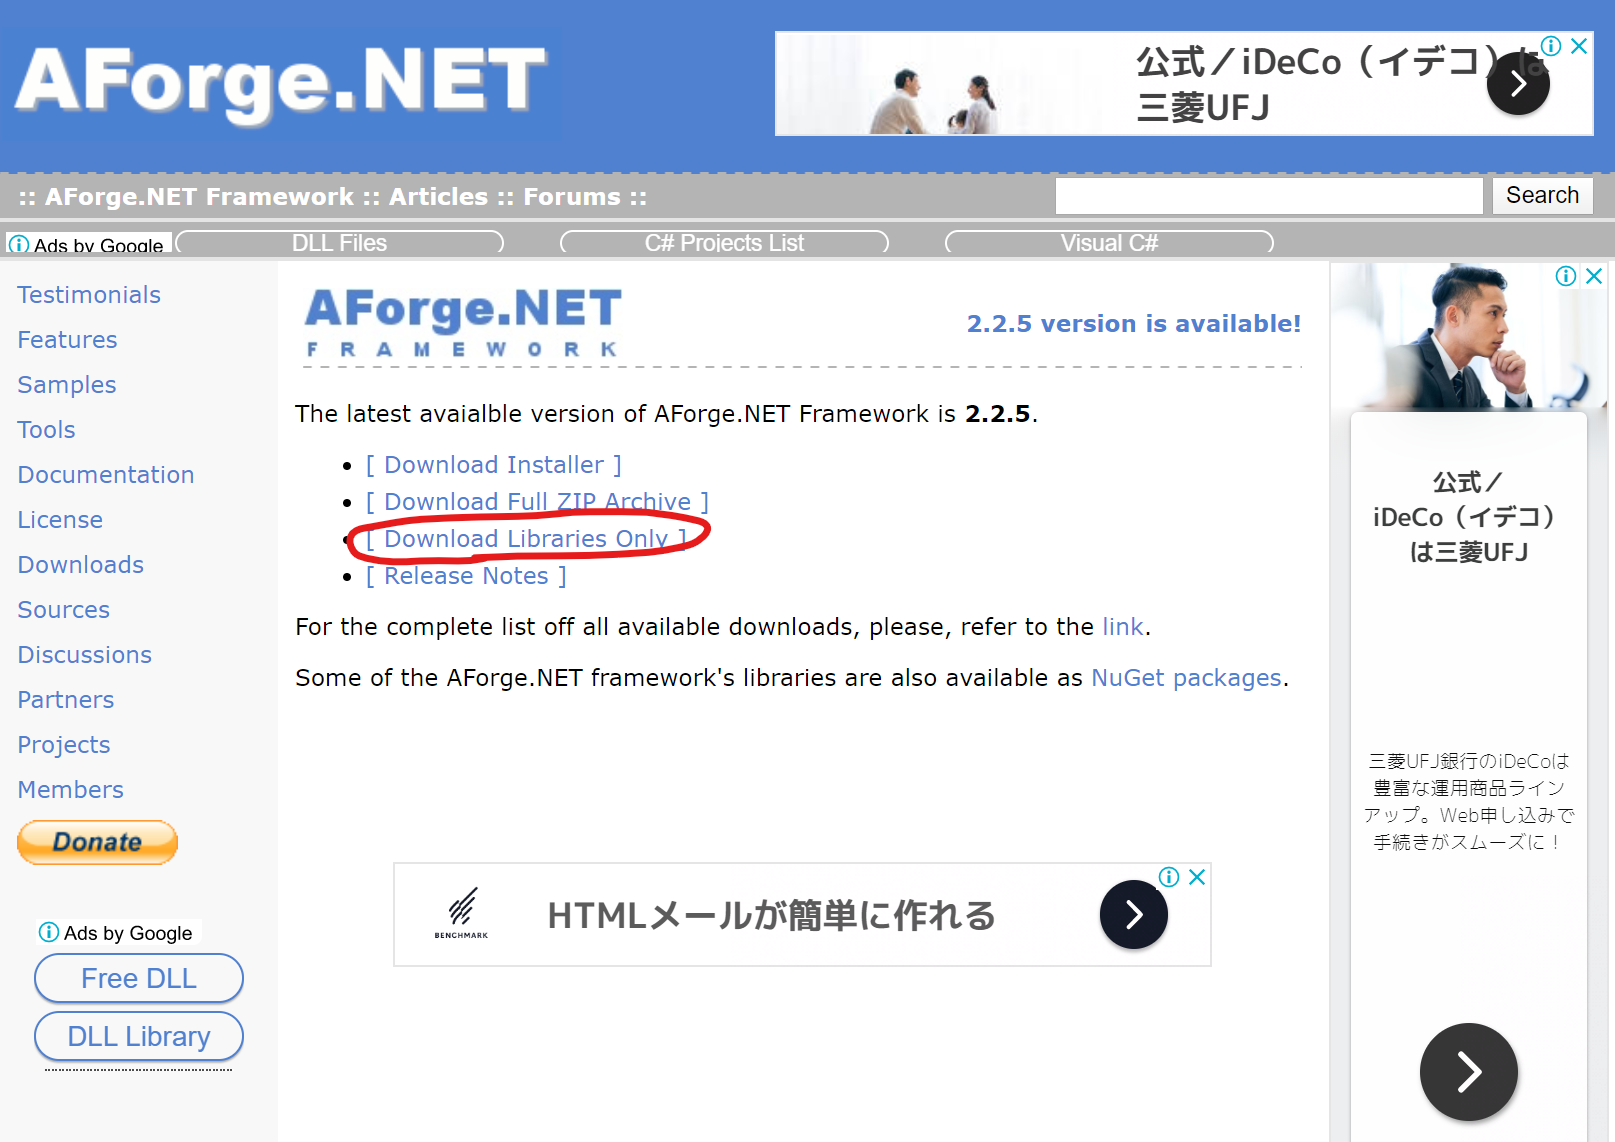 AForge.NET
公式／iDeCo（イデコ）は
三菱UFJ
:: AForge.NET Framework :: Articles :: Forums ::
Search
Ads by Google
DLL Files
C# Projects List
Visual C#
Testimonials
Features
Samples
Tools
Documentation
License
Downloads
Sources
Discussions
Partners
Projects
Members
Donate
Ads by Google
Free DLL
DLL Library
AForge.NET
FRAMEWORK
2.2.5 version is available!
The latest avaialble version of AForge.NET Framework is 2.2.5.
[ Download Installer ]
[ Download Full ZIP Archive ]
[ Download Libraries Only ]
[ Release Notes ]
For the complete list off all available downloads, please, refer to the link.
Some of the AForge.NET framework's libraries are also available as NuGet packages.
BENCHMARK
HTMLメールが簡単に作れる
公式／
iDeCo（イデコ）
は三菱UFJ
三菱UFJ銀行のiDeCoは
豊富な運用商品ライン
アップ。Web申し込みで
手続きがスムーズに！